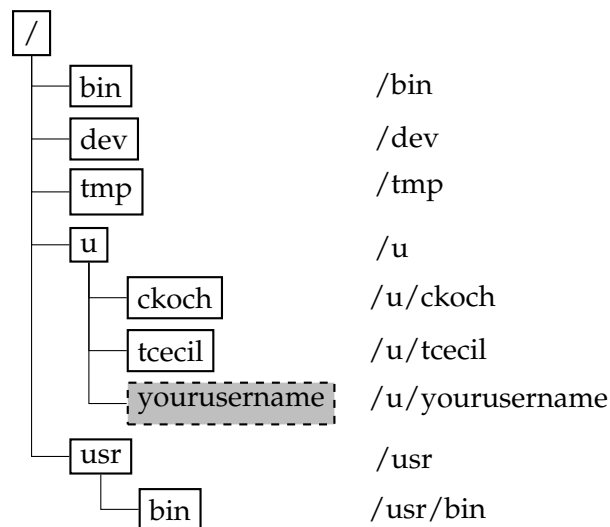 /
bin /bin
dev /dev
tmp /tmp
u /u
ckoch /u/ckoch
tcecil /u/tcecil
yourusername /u/yourusername
usr /usr
bin /usr/bin